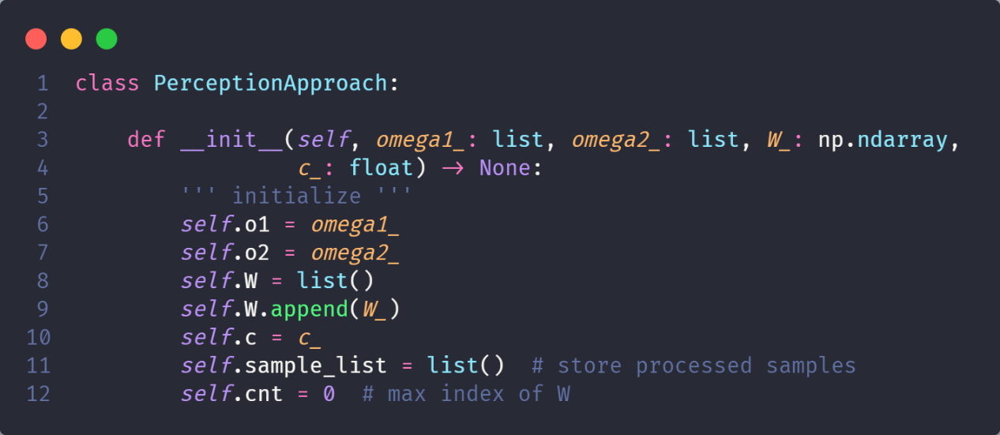 1 class PerceptionApproach:
2
3     def __init__(self, omega1_: list, omega2_: list, W_: np.ndarray,
4                  c_: float) -> None:
5         ''' initialize '''
6         self.o1 = omega1_
7         self.o2 = omega2_
8         self.W = list()
9         self.W.append(W_)
10         self.c = c_
11         self.sample_list = list()  # store processed samples
12         self.cnt = 0  # max index of W